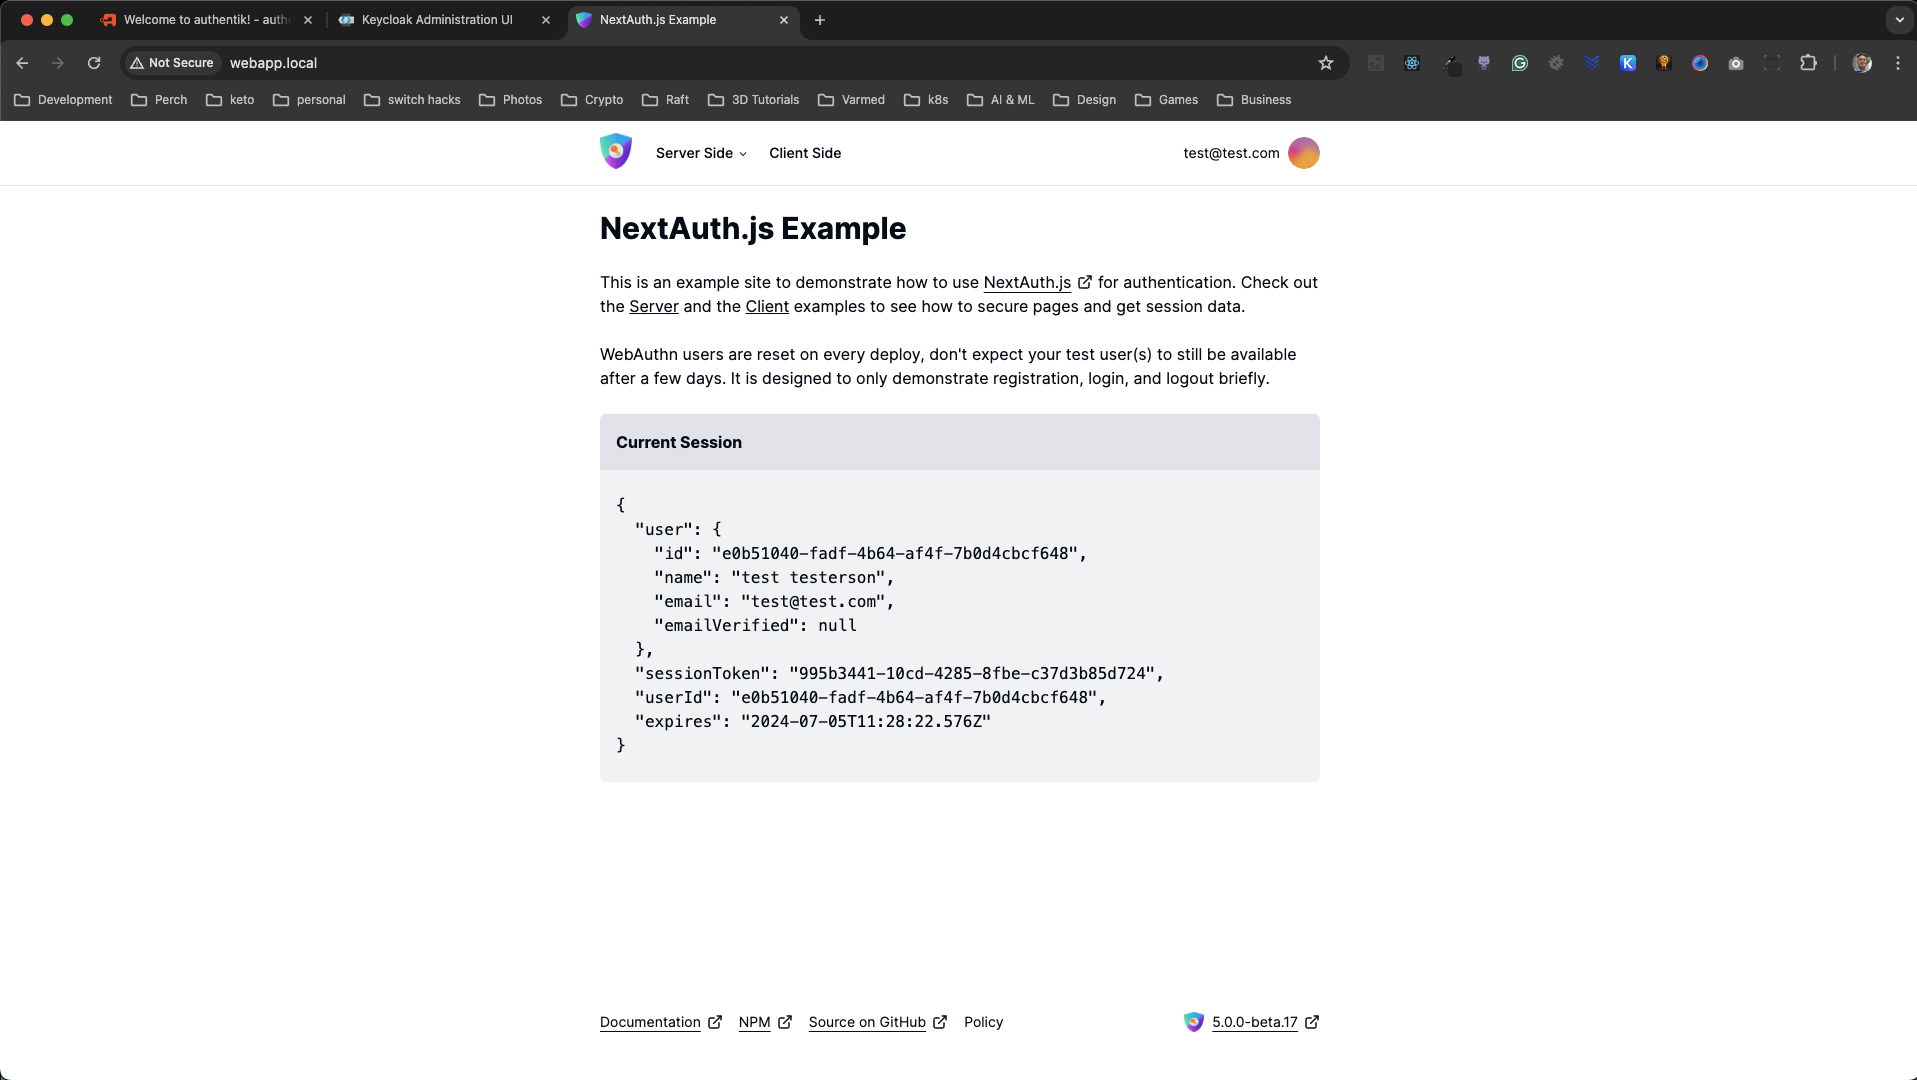 Welcome to authentik! - auth
Keycloak Administration UI
NextAuth.js Example
Not Secure
webapp.local
Development
Perch
keto
personal
switch hacks
Photos
Crypto
Raft
3D Tutorials
Varmed
k8s
AI & ML
Design
Games
Business
Server Side
Client Side
test@test.com
NextAuth.js Example
This is an example site to demonstrate how to use NextAuth.js for authentication. Check out
the Server and the Client examples to see how to secure pages and get session data.
WebAuthn users are reset on every deploy, don't expect your test user(s) to still be available
after a few days. It is designed to only demonstrate registration, login, and logout briefly.
Current Session
{
"user": {
"id": "e0b51040-fadf-4b64-af4f-7b0d4cbcf648",
"name": "test testerson",
"email": "test@test.com",
"emailVerified": null
},
"sessionToken": "995b3441-10cd-4285-8fbe-c37d3b85d724",
"userId": "e0b51040-fadf-4b64-af4f-7b0d4cbcf648",
"expires": "2024-07-05T11:28:22.576Z"
}
Documentation
NPM
Source on GitHub
Policy
5.0.0-beta.17